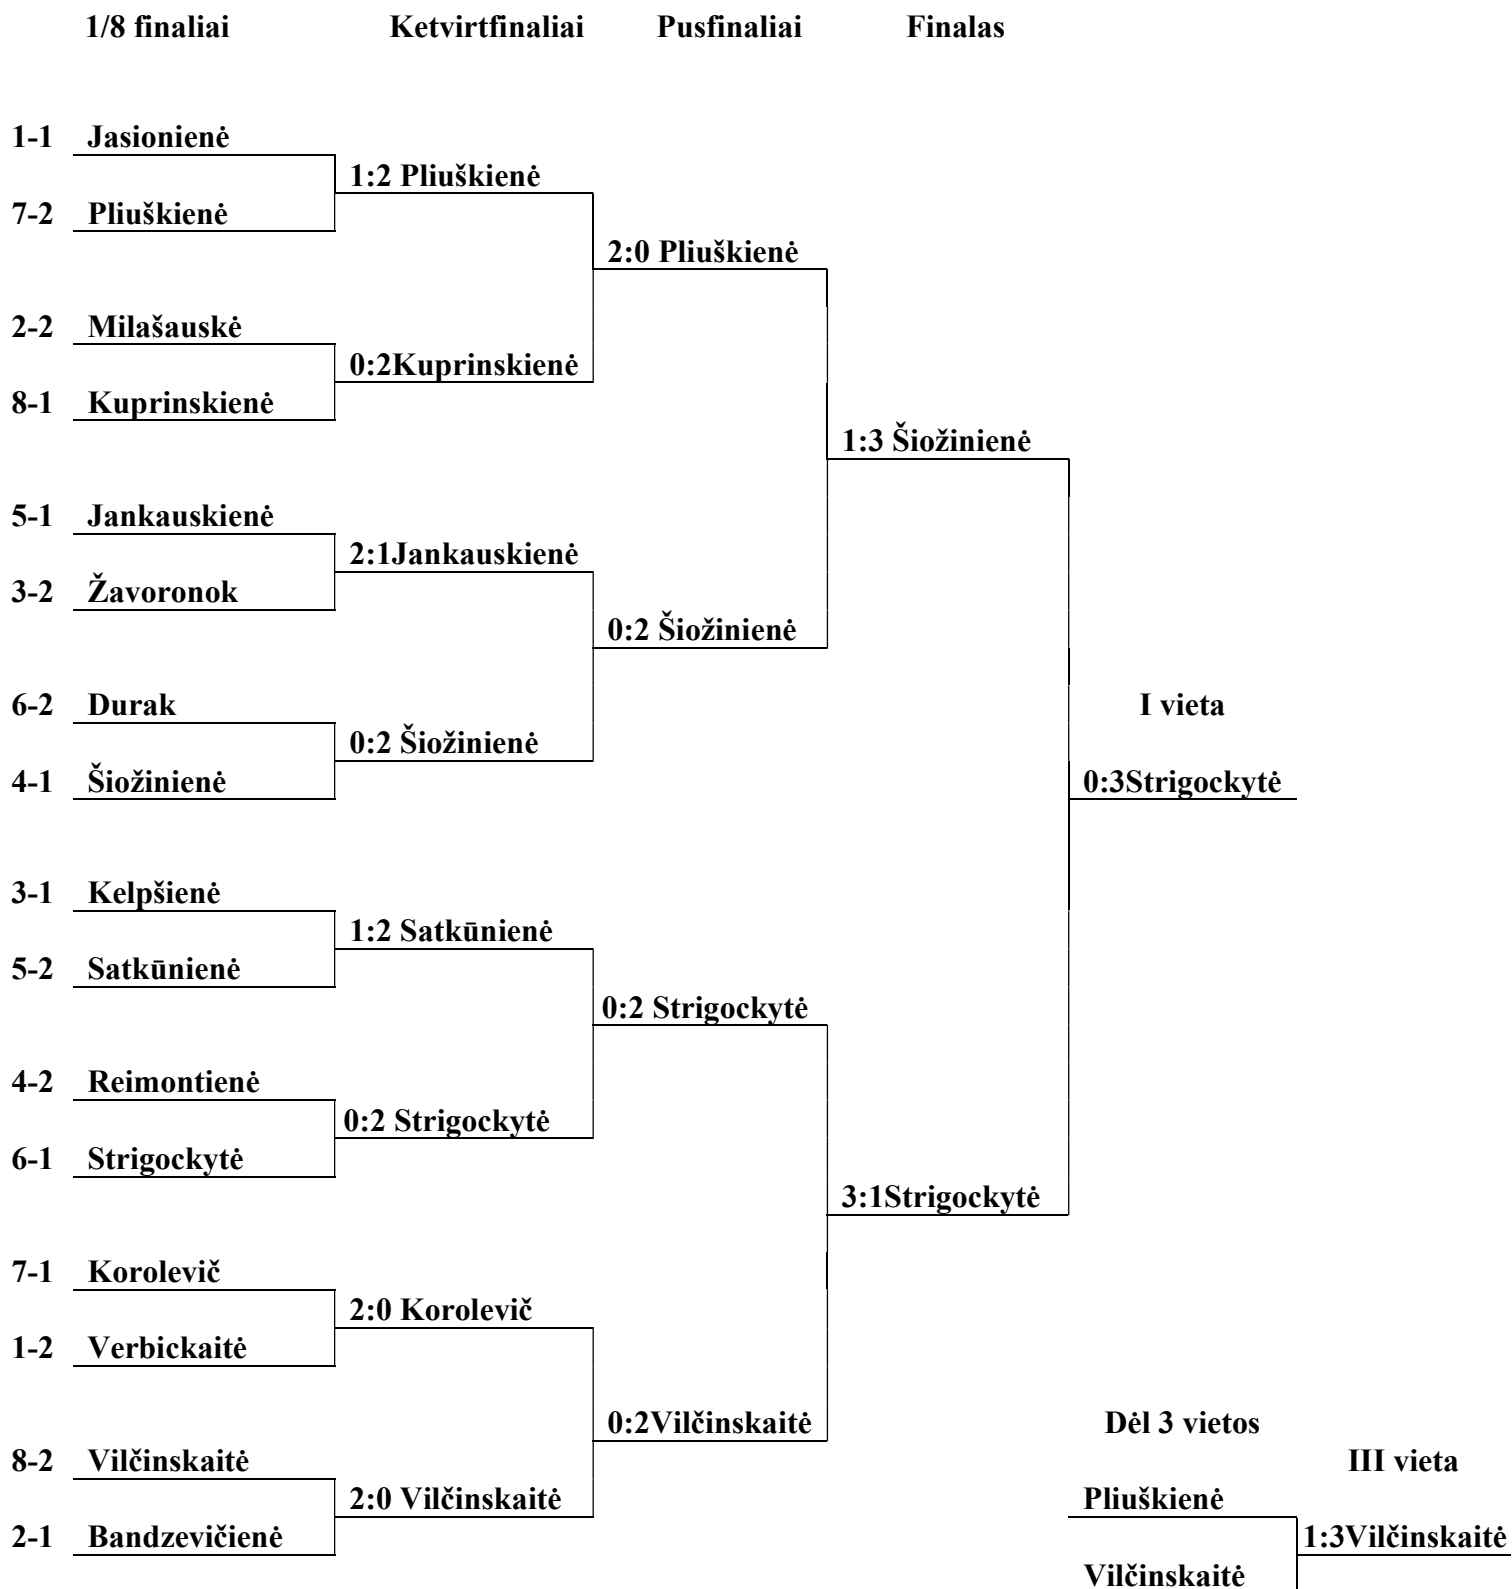 1/8 finaliai Ketvirtfinaliai Pusfinaliai Finalas
1-1 Jasionienė
1:2 Pliuškienė
7-2 Pliuškienė
2:0 Pliuškienė
2-2 Milašauskė
0:2Kuprinskienė
8-1 Kuprinskienė
1:3 Šiožinienė
5-1 Jankauskienė
2:1Jankauskienė
3-2 Žavoronok
0:2 Šiožinienė
6-2 Durak I vieta
0:2 Šiožinienė
4-1 Šiožinienė 0:3Strigockytė
3-1 Kelpšienė
1:2 Satkūnienė
5-2 Satkūnienė
0:2 Strigockytė
4-2 Reimontienė
0:2 Strigockytė
6-1 Strigockytė
3:1Strigockytė
7-1 Korolevič
2:0 Korolevič
1-2 Verbickaitė
0:2Vilčinskaitė Dėl 3 vietos
8-2 Vilčinskaitė III vieta
2:0 Vilčinskaitė Pliuškienė
2-1 Bandzevičienė 1:3Vilčinskaitė
Vilčinskaitė